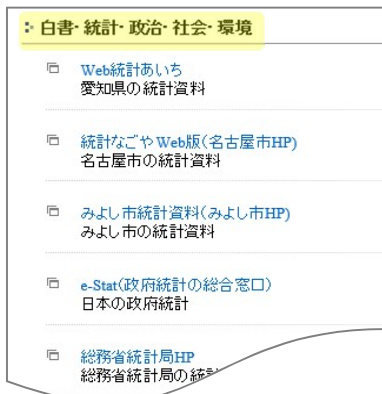 白書・統計・政治・社会・環境
Web統計あいち
愛知県の統計資料
統計なごやWeb版(名古屋市HP)
名古屋市の統計資料
みよし市統計資料(みよし市HP)
みよし市の統計資料
e-Stat(政府統計の総合窓口)
日本の政府統計
総務省統計局HP
総務省統計局の統計